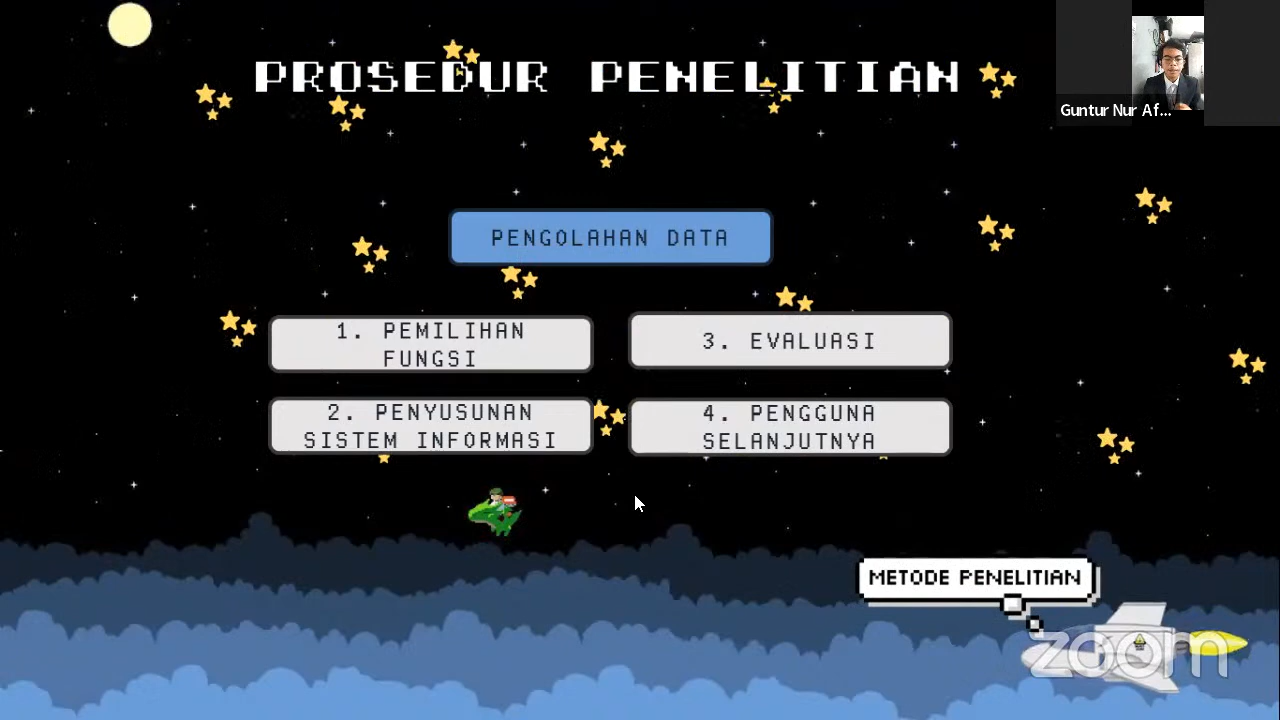 PROSEDUR PENELITIAN
Guntur Nur Af...
PENGOLAHAN DATA
1. PEMILIHAN
FUNGSI
2. PENYUSUNAN
SISTEM INFORMASI
3. EVALUASI
4. PENGGUNA
SELANJUTNYA
METODE PENELITIAN
zoom